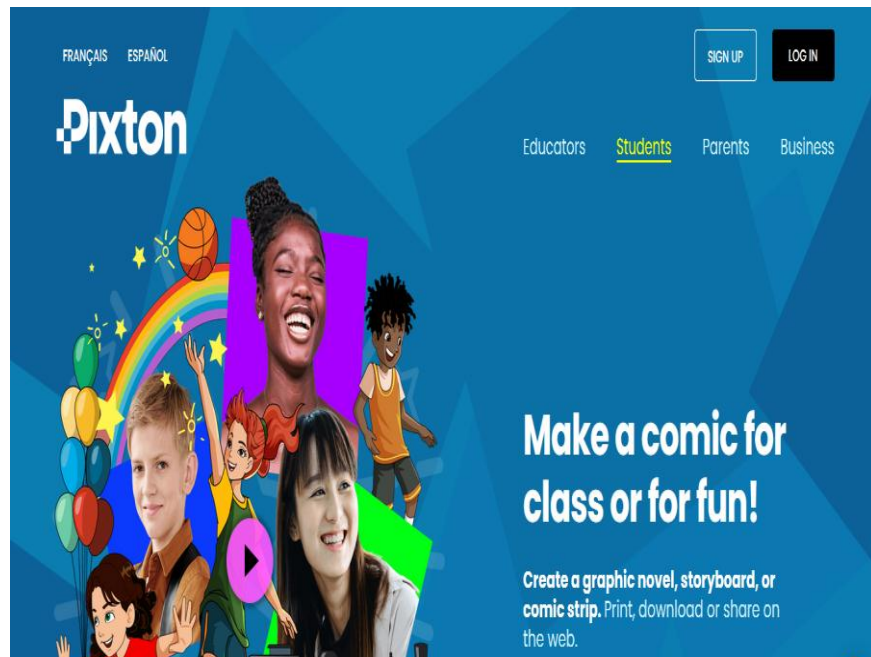 FRANÇAIS ESPAÑOL
SIGN UP LOG IN
Pixton
Educators Students Parents Business
Make a comic for
class or for fun!
Create a graphic novel, storyboard, or
comic strip. Print, download or share on
the web.